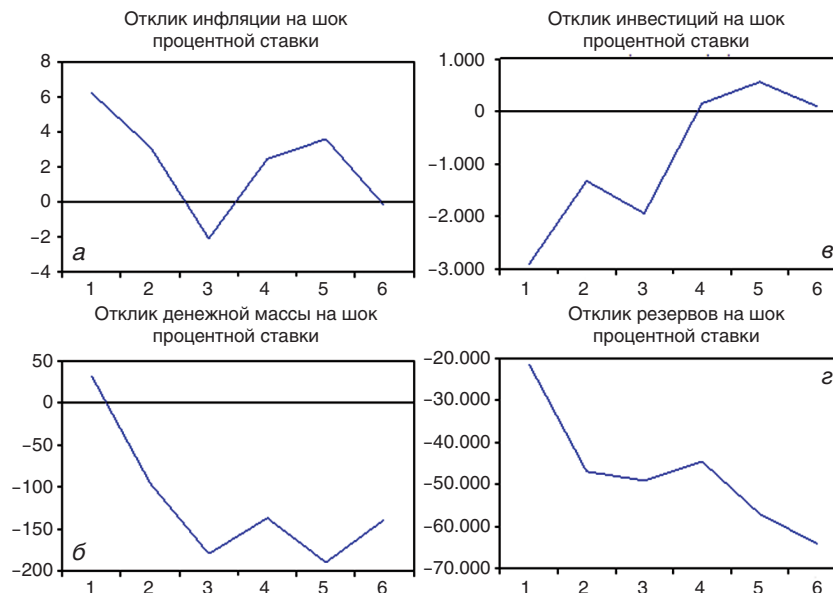 Отклик инфляции на шок
процентной ставки
8
6
4
2
0
−2
−4
а
1 2 3 4 5 6
Отклик инвестиций на шок
процентной ставки
1.000
0
−1.000
−2.000
−3.000
в
1 2 3 4 5 6
Отклик денежной массы на шок
процентной ставки
50
0
−50
−100
−150
−200
б
1 2 3 4 5 6
Отклик резервов на шок
процентной ставки
−20.000
−30.000
−40.000
−50.000
−60.000
−70.000
г
1 2 3 4 5 6